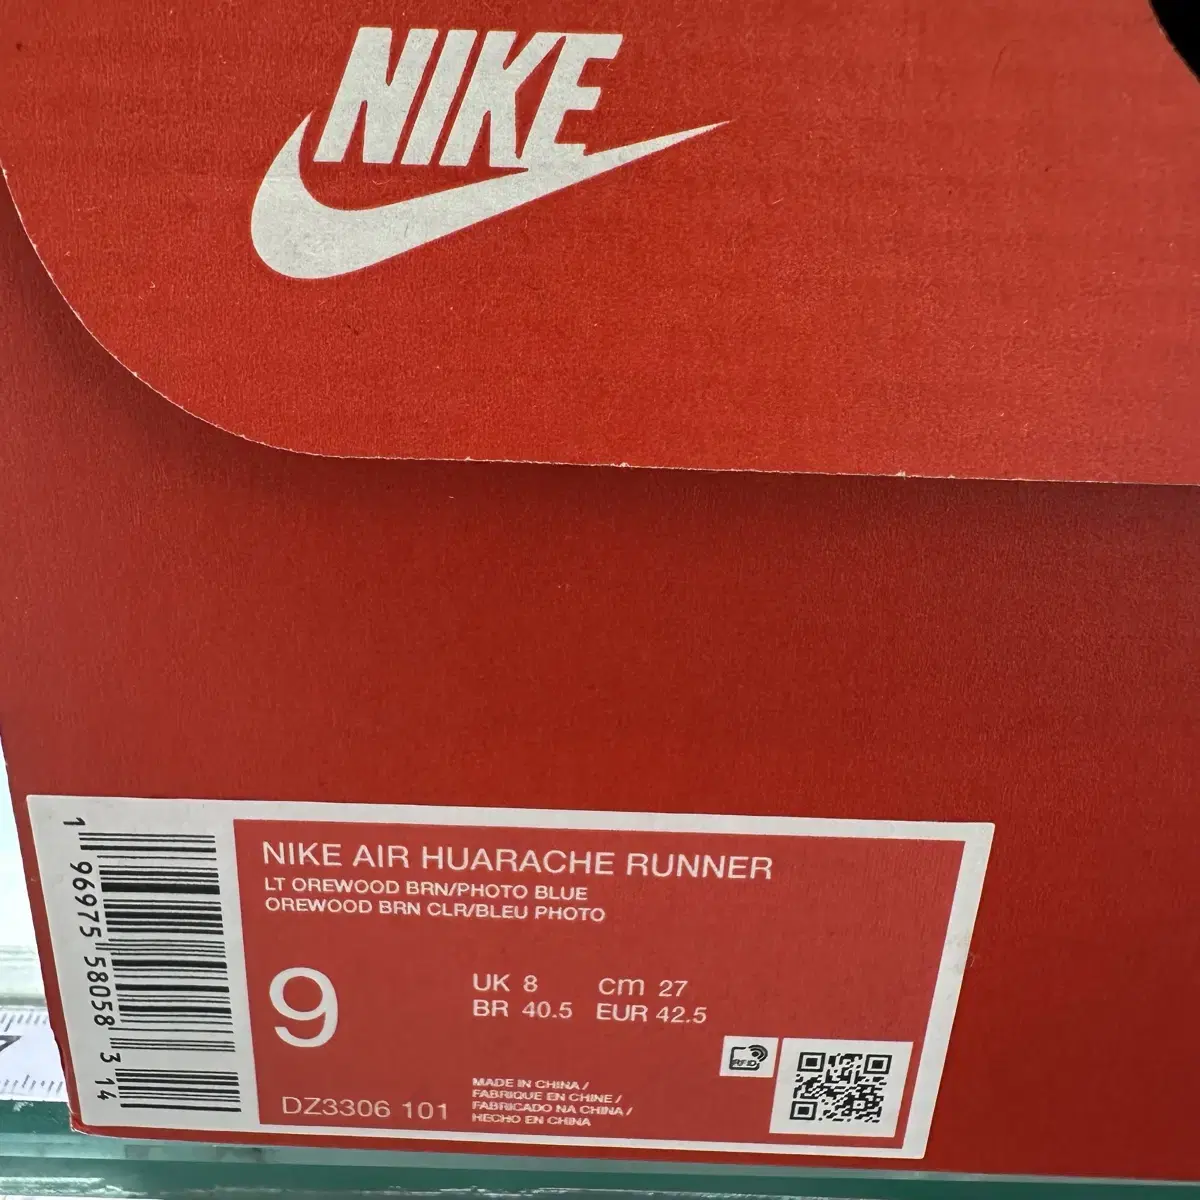 NIKE
NIKE AIR HUARACHE RUNNER
LT OREWOOD BRN/PHOTO BLUE
OREWOOD BRN CLR/BLEU PHOTO
9
UK 8 cm 27
BR 40.5 EUR 42.5
RFID
DZ3306 101
MADE IN CHINA /
FABRIQUE EN CHINE /
FABRICADO NA CHINA /
HECHO EN CHINA
1 96975 58058 3 14